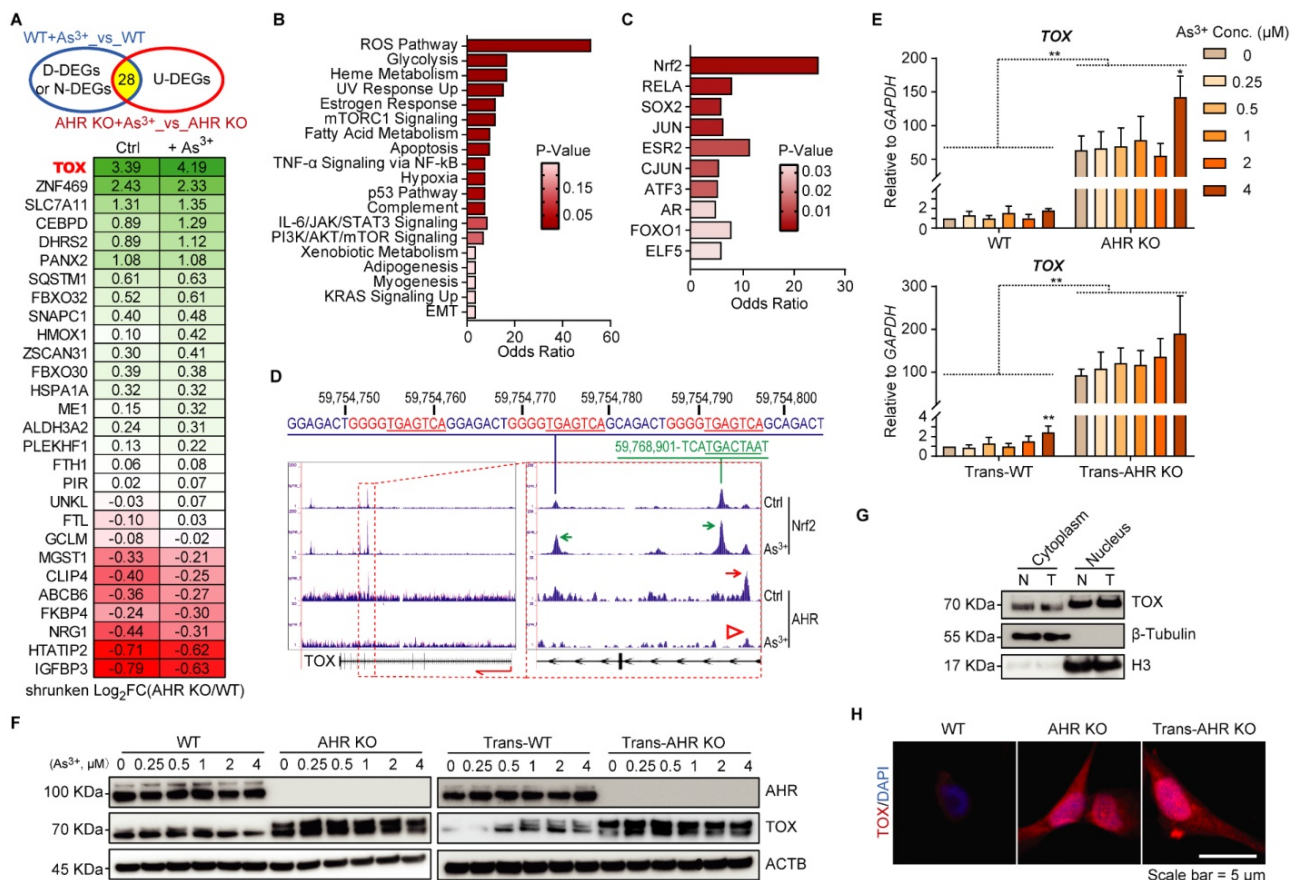 A
WT+As³⁺_vs_WT
D-DEGs
or N-DEGs
28
U-DEGs
AHR KO+As³⁺_vs_AHR KO
Ctrl + As³⁺
TOX 3.39 4.19
ZNF469 2.43 2.33
SLC7A11 1.31 1.35
CEBPD 0.89 1.29
DHRS2 0.89 1.12
PANX2 1.08 1.08
SQSTM1 0.61 0.63
FBXO32 0.52 0.61
SNAPC1 0.40 0.48
HMOX1 0.10 0.42
ZSCAN31 0.30 0.41
FBXO30 0.39 0.38
HSPA1A 0.32 0.32
ME1 0.15 0.32
ALDH3A2 0.24 0.31
PLEKHF1 0.13 0.22
FTH1 0.06 0.08
PIR 0.02 0.07
UNKL -0.03 0.07
FTL -0.10 0.03
GCLM -0.08 -0.02
MGST1 -0.33 -0.21
CLIP4 -0.40 -0.25
ABCB6 -0.36 -0.27
FKBP4 -0.24 -0.30
NRG1 -0.44 -0.31
HTATIP2 -0.71 -0.62
IGFBP3 -0.79 -0.63
shrunken Log₂FC(AHR KO/WT)
B
ROS Pathway
Glycolysis
Heme Metabolism
UV Response Up
Estrogen Response
mTORC1 Signaling
Fatty Acid Metabolism
Apoptosis
TNF-α Signaling via NF-kB
Hypoxia
p53 Pathway
Complement
IL-6/JAK/STAT3 Signaling
PI3K/AKT/mTOR Signaling
Xenobiotic Metabolism
Adipogenesis
Myogenesis
KRAS Signaling Up
EMT
P-Value
0.15
0.05
0 20 40 60
Odds Ratio
C
Nrf2
RELA
SOX2
JUN
ESR2
CJUN
ATF3
AR
FOXO1
ELF5
P-Value
0.03
0.02
0.01
0 10 20 30
Odds Ratio
D
59,754,750 59,754,760 59,754,770 59,754,780 59,754,790 59,754,800
GGAGACTGGGGTGAGTCAGGAGACTGGGGTGAGTCAGCAGACTGGGGTGAGTCAGCAGACT
59,768,901-TCATGACTAAT
Ctrl
Nrf2
As³⁺
Ctrl
AHR
As³⁺
TOX
E
TOX
**
*
Relative to GAPDH
200
150
100
50
2
1
0
WT AHR KO
As³⁺ Conc. (μM)
0
0.25
0.5
1
2
4
TOX
**
**
Relative to GAPDH
300
200
100
4
2
0
Trans-WT Trans-AHR KO
F
WT AHR KO Trans-WT Trans-AHR KO
(As³⁺, μM) 0 0.25 0.5 1 2 4 0 0.25 0.5 1 2 4 0 0.25 0.5 1 2 4 0 0.25 0.5 1 2 4
100 KDa AHR
70 KDa TOX
45 KDa ACTB
G
Cytoplasm Nucleus
N T N T
70 KDa TOX
55 KDa β-Tubulin
17 KDa H3
H
WT AHR KO Trans-AHR KO
TOX/DAPI
Scale bar = 5 μm